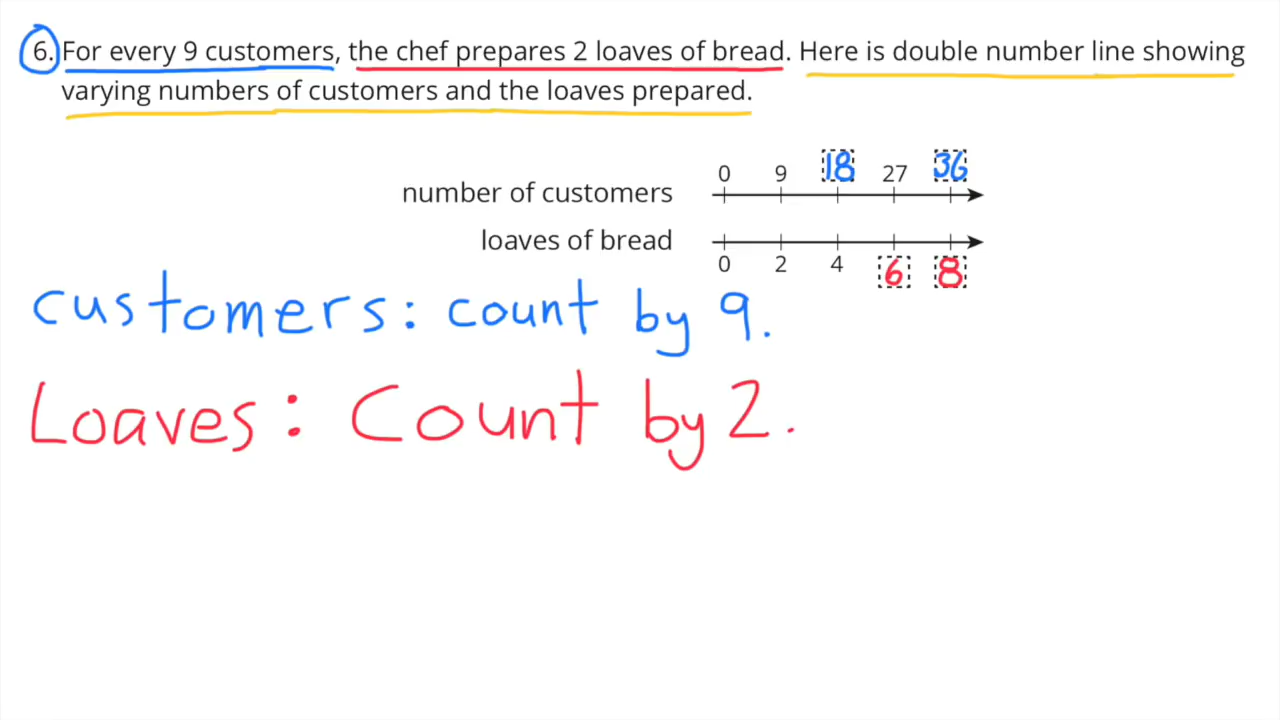 6. For every 9 customers, the chef prepares 2 loaves of bread. Here is double number line showing
varying numbers of customers and the loaves prepared.
0 9 18 27 36
number of customers
loaves of bread
0 2 4 6 8
customers: count by 9.
Loaves: Count by 2.